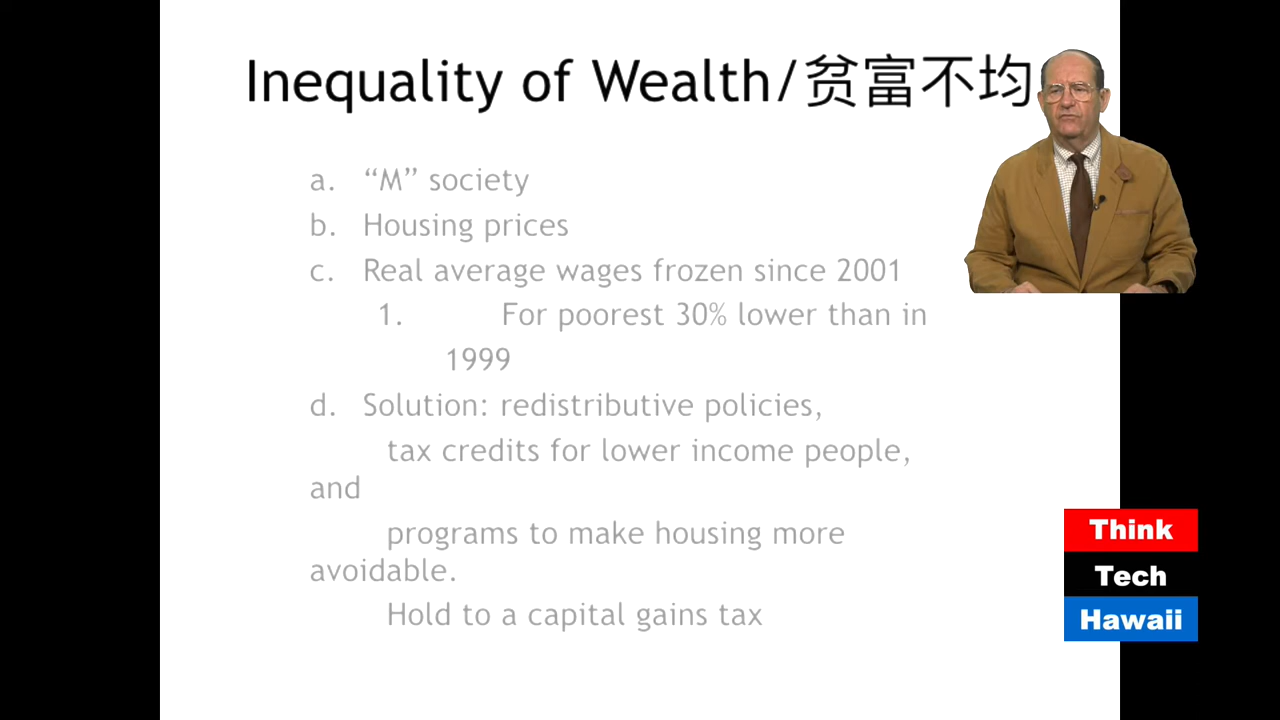 Inequality of Wealth/贫富不均
a. “M” society
b. Housing prices
c. Real average wages frozen since 2001
1. For poorest 30% lower than in
1999
d. Solution: redistributive policies,
tax credits for lower income people,
and
programs to make housing more
avoidable.
Hold to a capital gains tax
Think
Tech
Hawaii